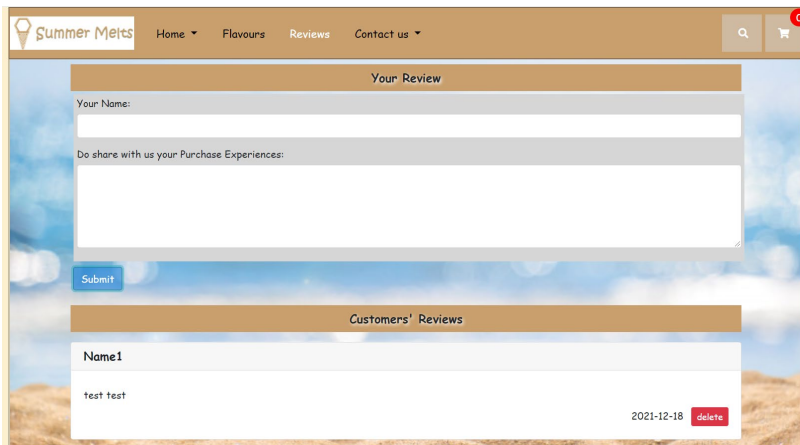 Summer Melts Home Flavours Reviews Contact us
Your Review
Your Name:
Do share with us your Purchase Experiences:
Submit
Customers' Reviews
Name1
test test
2021-12-18 delete